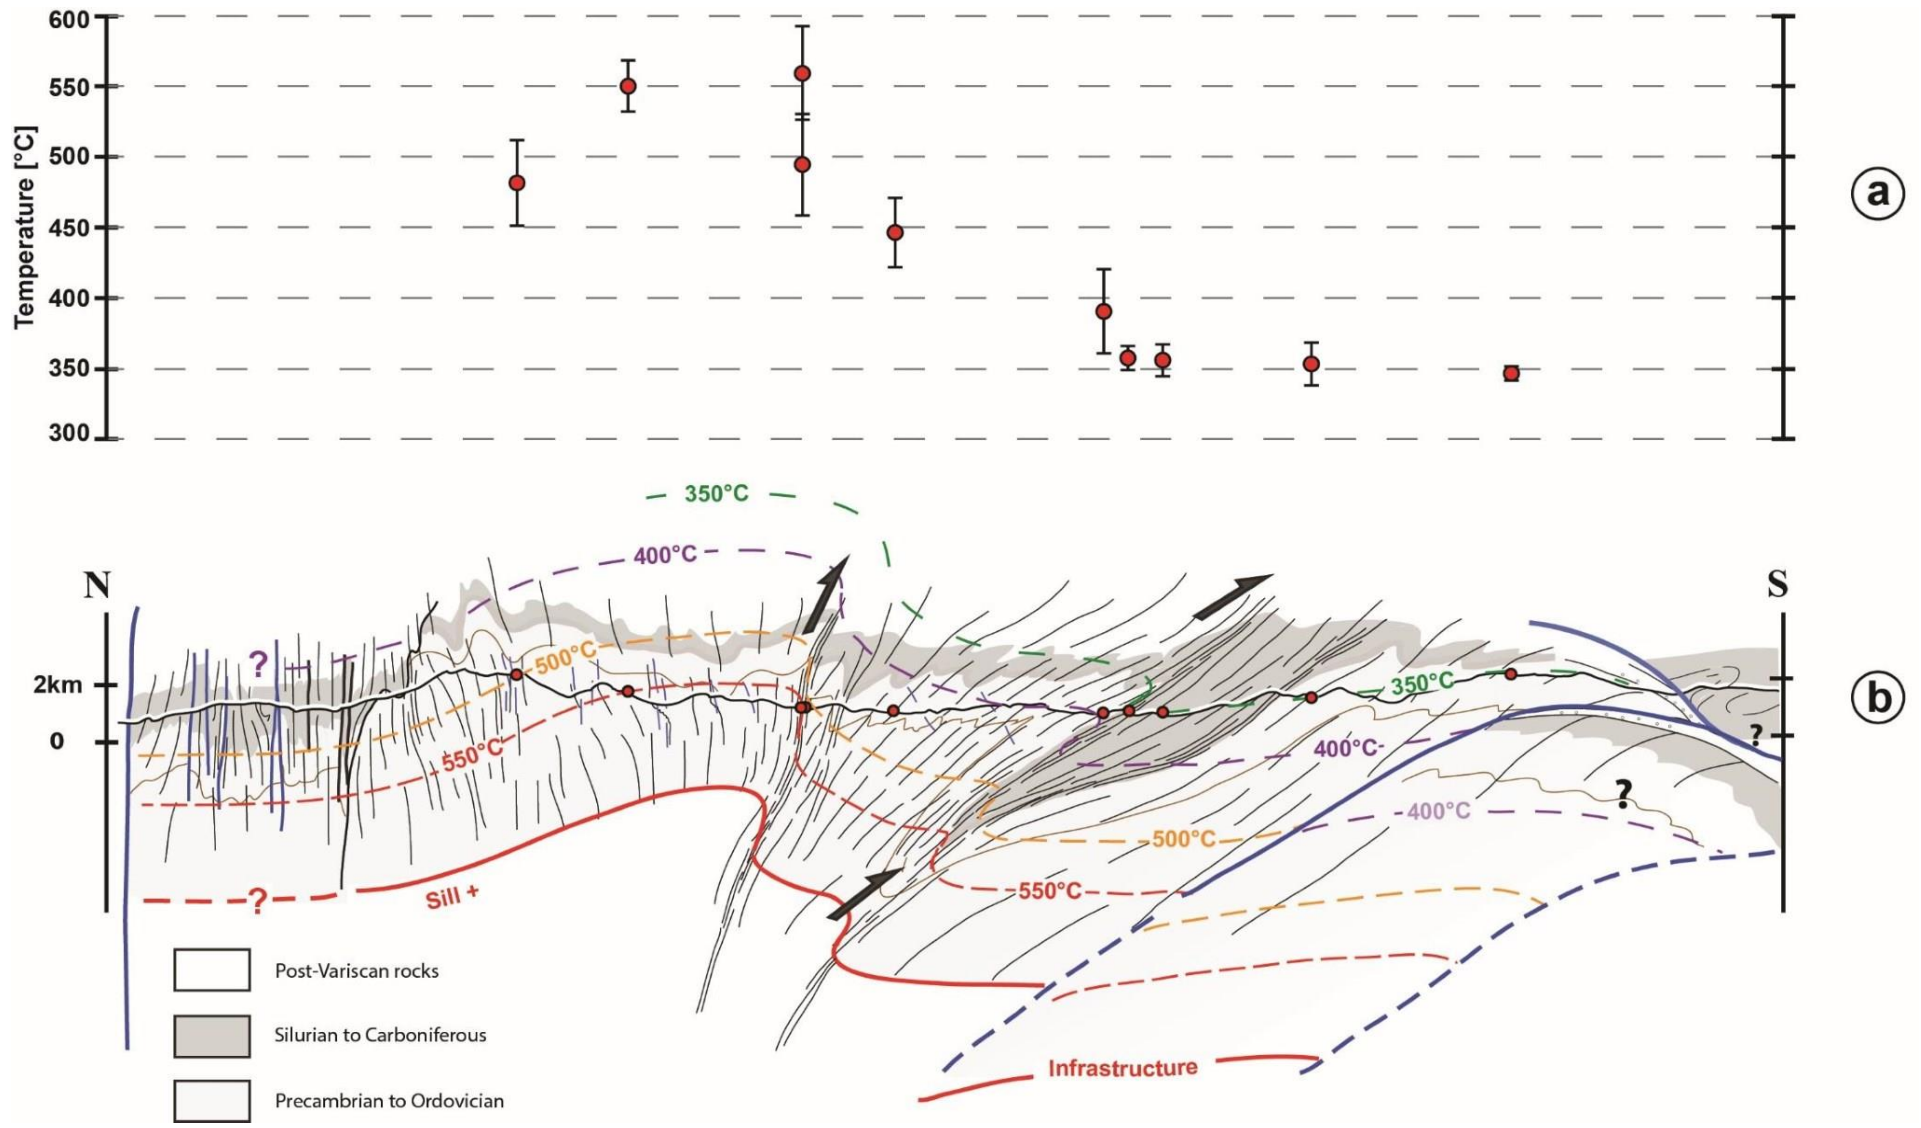 600
550
500
450
400
350
300
Temperature [°C]
a
350°C
400°C
N
S
?
500°C
2km
350°C
b
0
550°C
400°C-
?
?
-400°C
500°C
550°C
?
Sill +
Post-Variscan rocks
Silurian to Carboniferous
Infrastructure
Precambrian to Ordovician